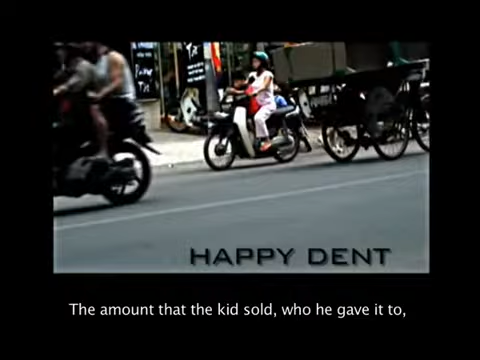 HAPPY DENT
The amount that the kid sold, who he gave it to,